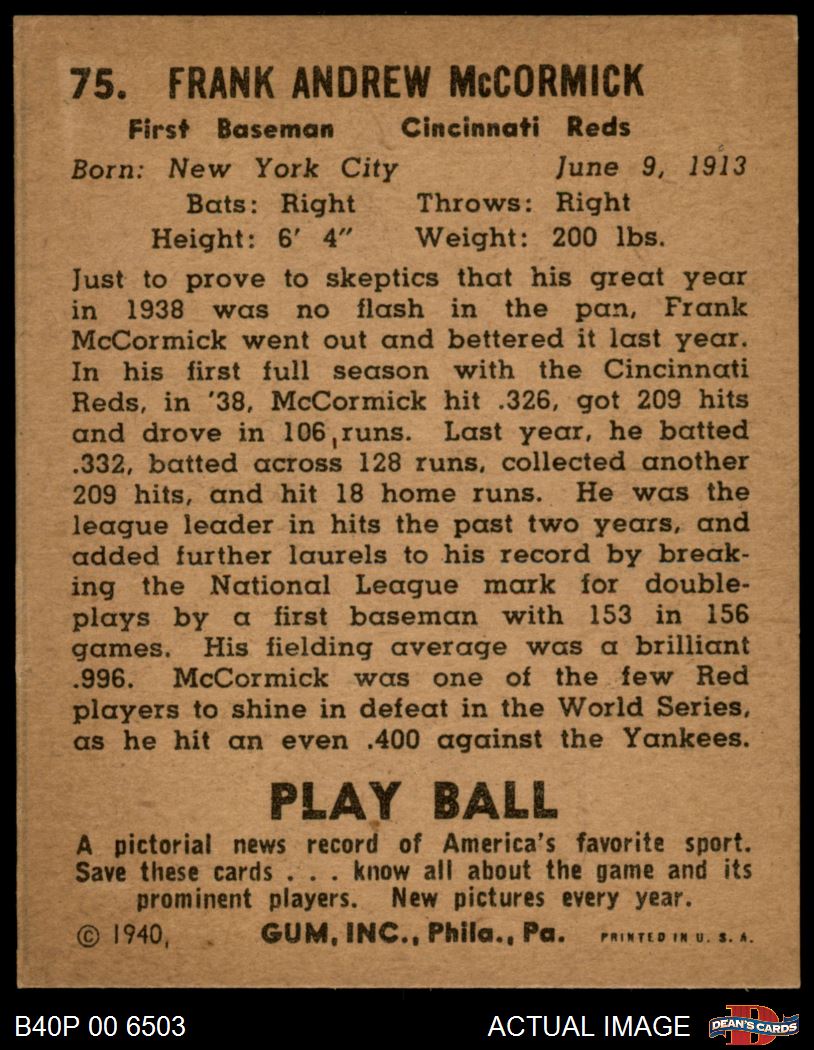 75. FRANK ANDREW McCORMICK
First Baseman Cincinnati Reds
Born: New York City June 9, 1913
Bats: Right Throws: Right
Height: 6' 4" Weight: 200 lbs.
Just to prove to skeptics that his great year
in 1938 was no flash in the pan, Frank
McCormick went out and bettered it last year.
In his first full season with the Cincinnati
Reds, in '38, McCormick hit .326, got 209 hits
and drove in 106 runs. Last year, he batted
.332, batted across 128 runs, collected another
209 hits, and hit 18 home runs. He was the
league leader in hits the past two years, and
added further laurels to his record by break-
ing the National League mark for double-
plays by a first baseman with 153 in 156
games. His fielding average was a brilliant
.996. McCormick was one of the few Red
players to shine in defeat in the World Series,
as he hit an even .400 against the Yankees.
PLAY BALL
A pictorial news record of America's favorite sport.
Save these cards . . . know all about the game and its
prominent players. New pictures every year.
© 1940, GUM, INC., Phila., Pa. PRINTED IN U. S. A.
B40P 00 6503 ACTUAL IMAGE D DEAN'S CARDS